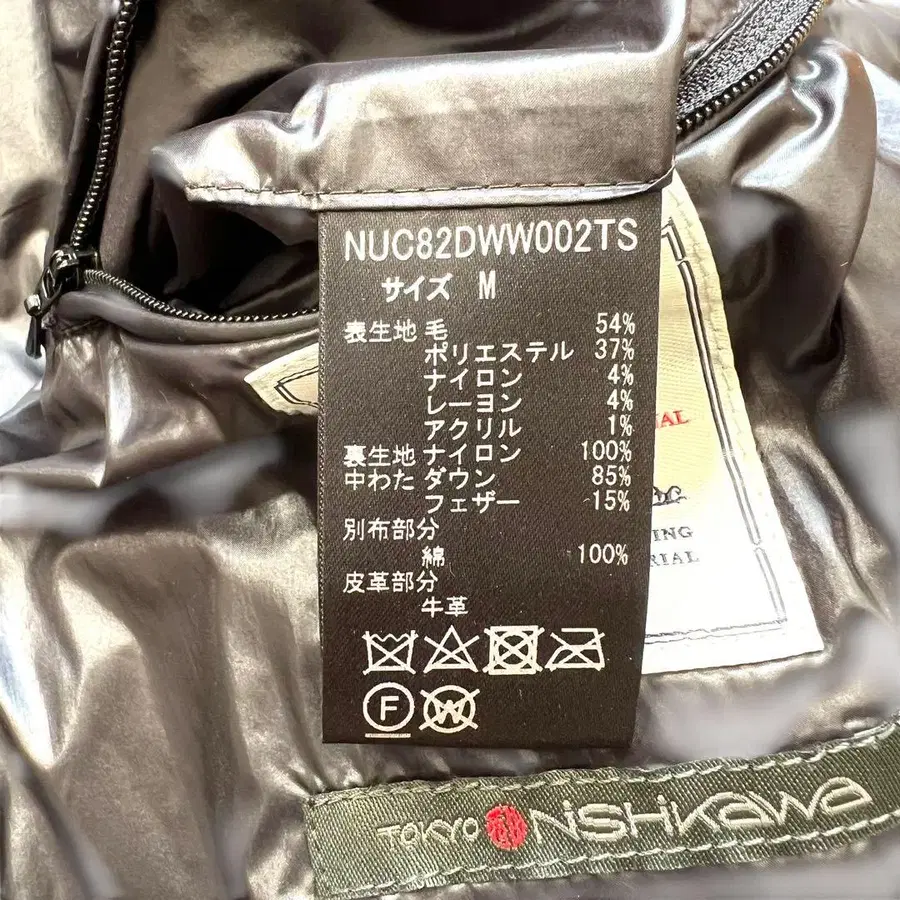 NUC82DWW002TS
サイズ M
表生地 毛 54%
ポリエステル 37%
ナイロン 4%
レーヨン 4%
アクリル 1%
裏生地 ナイロン 100%
中わた ダウン 85%
フェザー 15%
別布部分
綿 100%
皮革部分
牛革
F W
TOKYO NiSHiKaWa